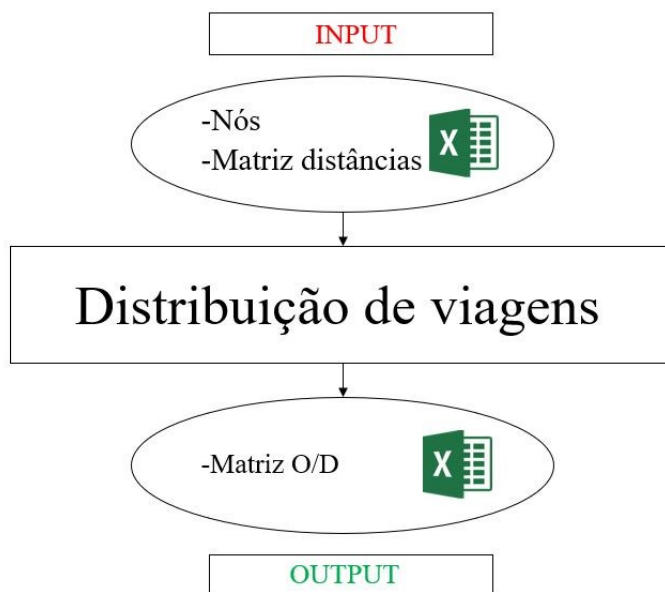 INPUT
-Nós
-Matriz distâncias
X
Distribuição de viagens
-Matriz O/D
X
OUTPUT